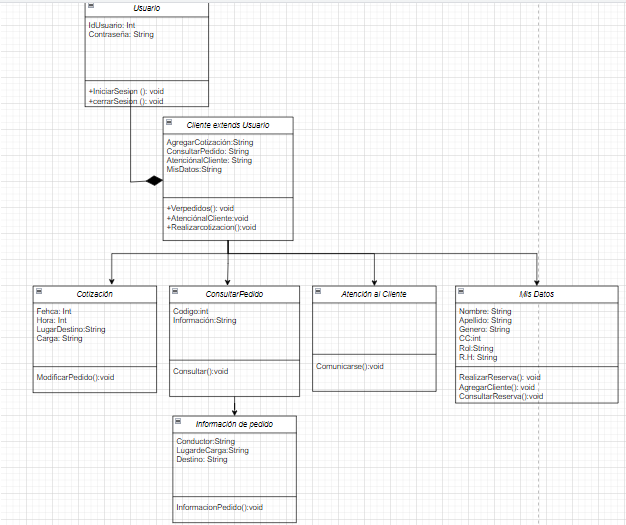 Usuario
IdUsuario: Int
Contraseña: String
+IniciarSesion (): void
+cerrarSesion (): void
Cliente extends Usuario
AgregarCotización:String
ConsultarPedido: String
AtenciónalCliente: String
MisDatos:String
+Verpedidos(): void
+AtenciónalCliente:void
+Realizarcotizacion():void
Cotización
Fehca: Int
Hora: Int
LugarDestino:String
Carga: String
ModificarPedido():void
ConsultarPedido
Codigo:int
Información:String
Consultar():void
Atención al Cliente
Comunicarse():void
Mis Datos
Nombre: String
Apellido: String
Genero: String
CC:int
Rol:String
R.H: String
RealizarReserva(): void
AgregarCliente(): void
ConsultarReserva():void
Información de pedido
Conductor:String
LugardeCarga:String
Destino: String
InformacionPedido():void